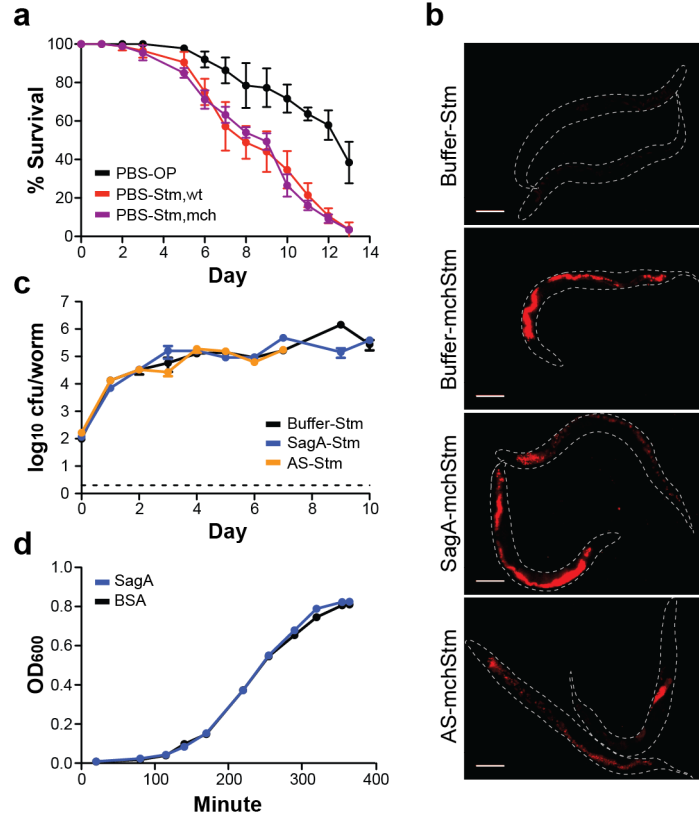 a
100
80
60
40
20
0
% Survival
PBS-OP
PBS-Stm,wt
PBS-Stm,mch
0 2 4 6 8 10 12 14
Day
b
Buffer-Stm
Buffer-mchStm
SagA-mchStm
AS-mchStm
c
7
6
5
4
3
2
1
0
log10 cfu/worm
Buffer-Stm
SagA-Stm
AS-Stm
0 2 4 6 8 10
Day
d
SagA
BSA
1.0
0.8
0.6
0.4
0.2
0.0
OD600
0 100 200 300 400
Minute